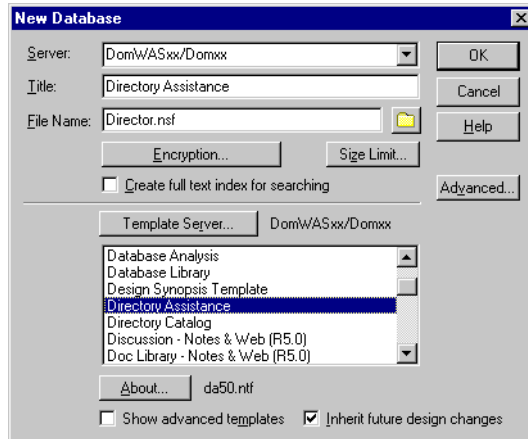 New Database
Server: DomWASxx/Domxx OK
Title: Directory Assistance Cancel
File Name: Director.nsf Help
Encryption... Size Limit...
Create full text index for searching Advanced...
Template Server... DomWASxx/Domxx
Database Analysis
Database Library
Design Synopsis Template
Directory Assistance
Directory Catalog
Discussion - Notes & Web (R5.0)
Doc Library - Notes & Web (R5.0)
About... da50.ntf
Show advanced templates Inherit future design changes